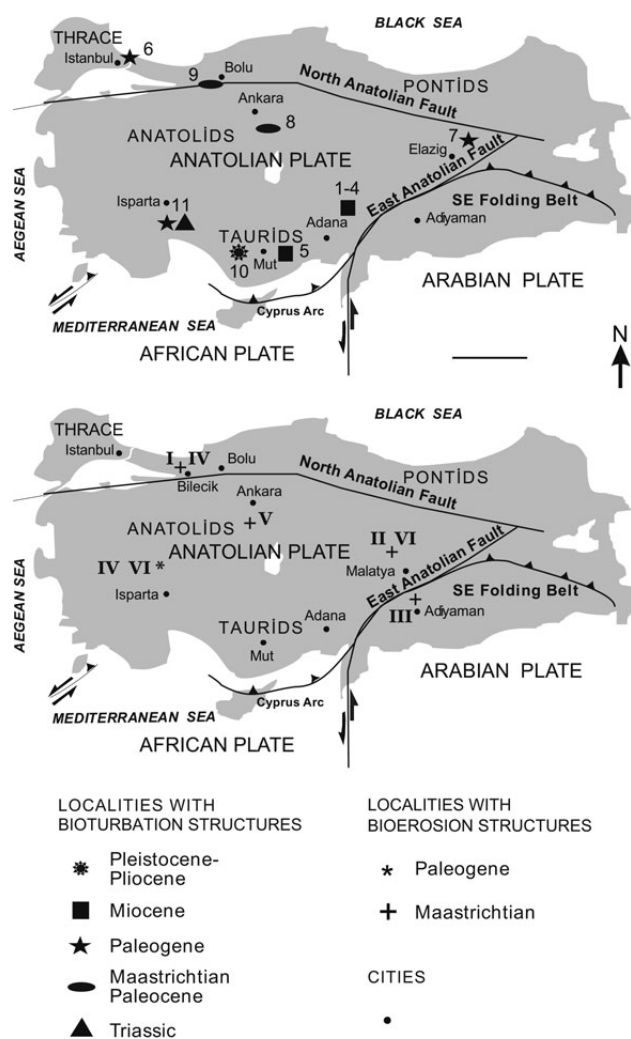 BLACK SEA
THRACE
6
Istanbul
Bolu
9
North Anatolian Fault
PONTİDS
Ankara
8
ANATOLİDS
ANATOLIAN PLATE
7
Elazig
East Anatolian Fault
AEGEAN SEA
Isparta
11
1-4
SE Folding Belt
TAURİDS
Adana
Adiyaman
10
Mut
5
ARABIAN PLATE
Cyprus Arc
MEDITERRANEAN SEA
AFRICAN PLATE
N
BLACK SEA
THRACE
Istanbul
I IV
Bolu
Bilecik
North Anatolian Fault
PONTİDS
Ankara
V
ANATOLİDS
ANATOLIAN PLATE
II VI
Malatya
East Anatolian Fault
AEGEAN SEA
IV VI
Isparta
SE Folding Belt
III
Adiyaman
TAURİDS
Adana
Mut
ARABIAN PLATE
Cyprus Arc
MEDITERRANEAN SEA
AFRICAN PLATE
LOCALITIES WITH
BIOTURBATION STRUCTURES
Pleistocene-
Pliocene
Miocene
Paleogene
Maastrichtian
Paleocene
Triassic
LOCALITIES WITH
BIOEROSION STRUCTURES
Paleogene
Maastrichtian
CITIES